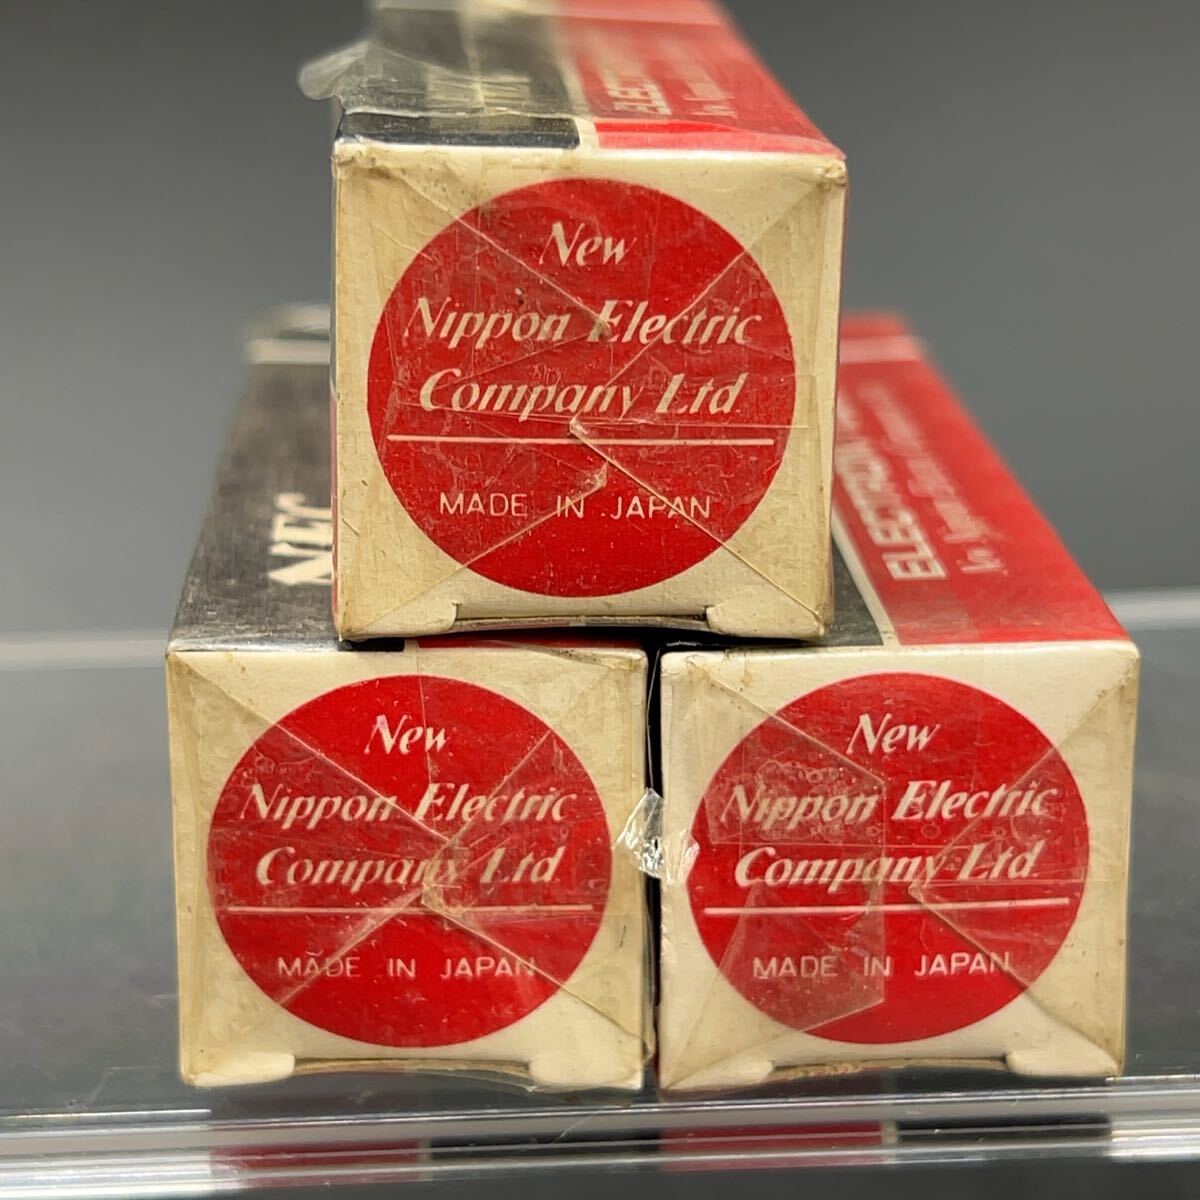 New
Nippon Electric
Company Ltd.
MADE IN JAPAN
NEC
New
Nippon Electric
Company Ltd
MADE IN JAPAN
ELECTRON
New
Nippon Electric
Company Ltd.
MADE IN JAPAN